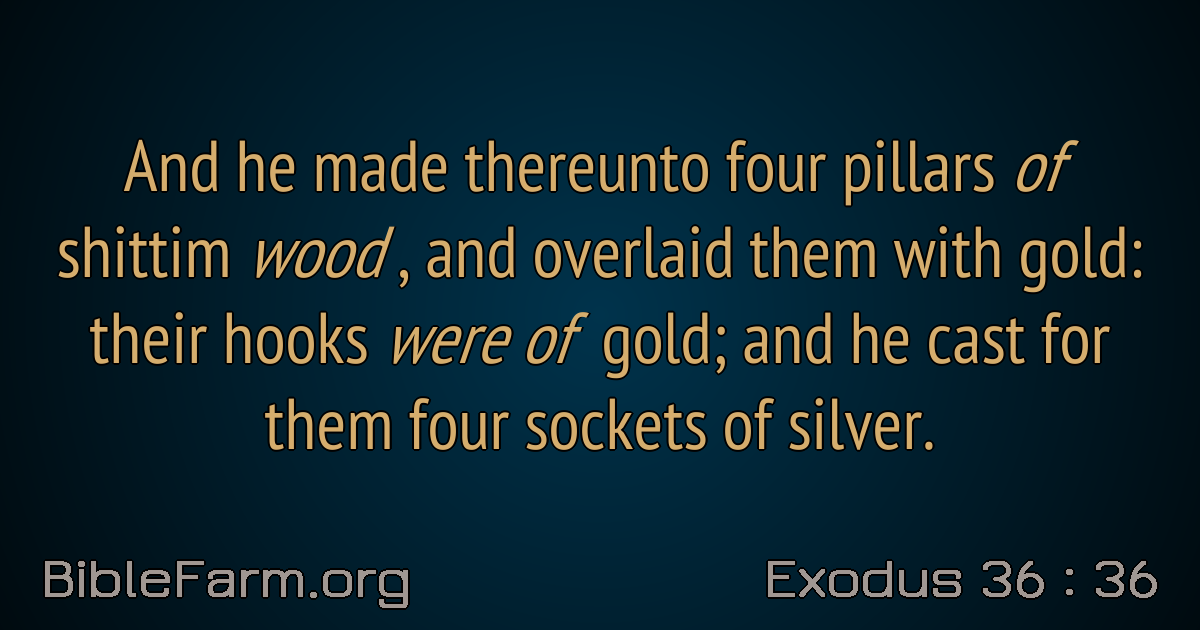 And he made thereunto four pillars of
shittim wood , and overlaid them with gold:
their hooks were of gold; and he cast for
them four sockets of silver.
BibleFarm.org
Exodus 36 : 36